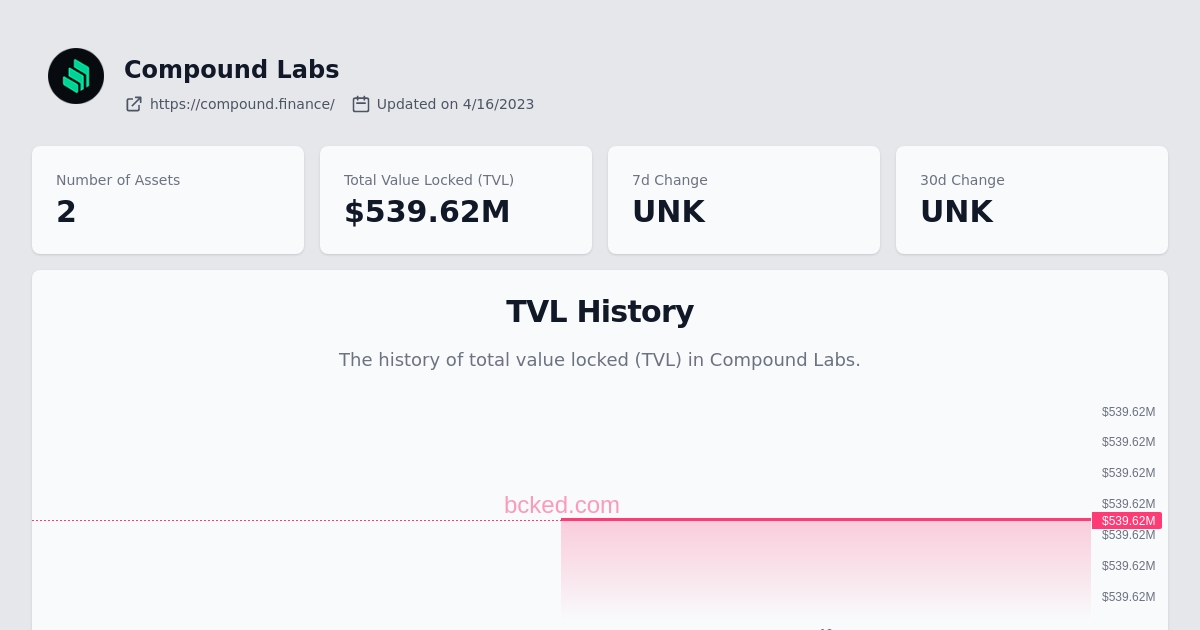 Compound Labs
https://compound.finance/ Updated on 4/16/2023
Number of Assets
2
Total Value Locked (TVL)
$539.62M
7d Change
UNK
30d Change
UNK
TVL History
The history of total value locked (TVL) in Compound Labs.
$539.62M
$539.62M
$539.62M
$539.62M
bcked.com
$539.62M
$539.62M
$539.62M
$539.62M